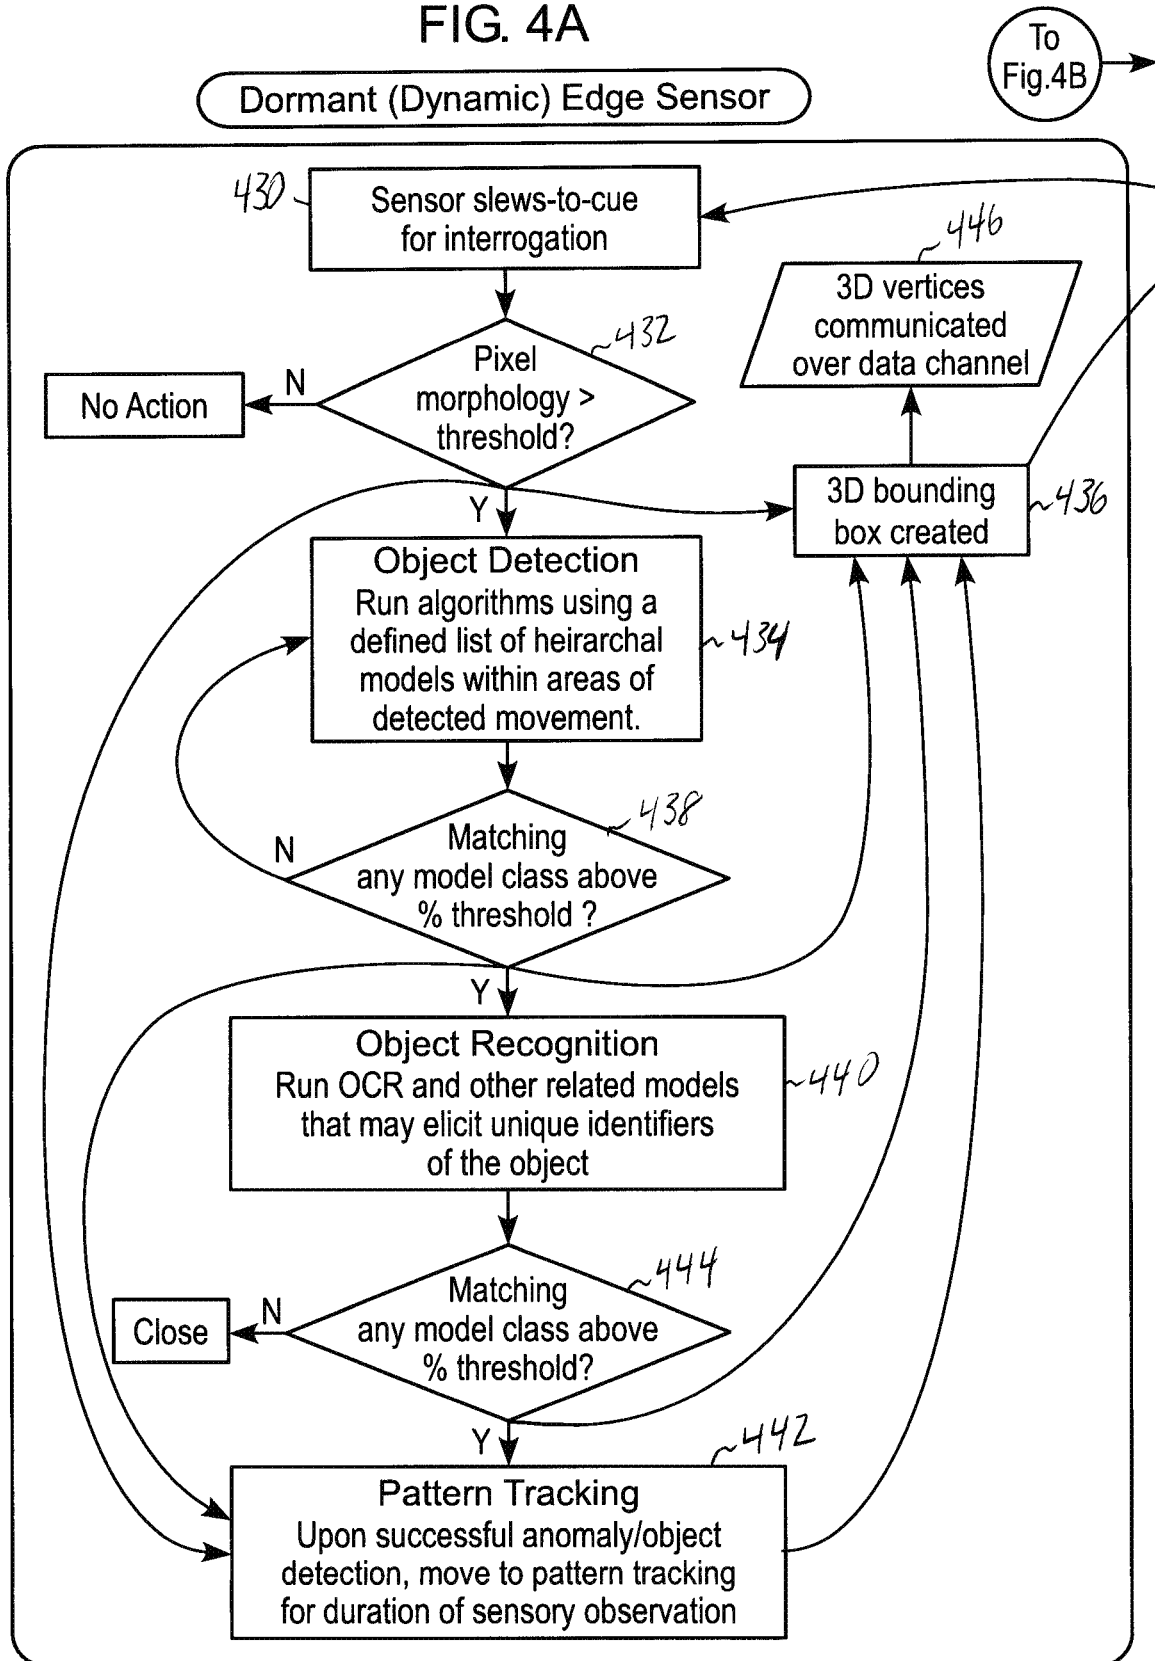 FIG. 4A
To
Fig.4B
Dormant (Dynamic) Edge Sensor
430
Sensor slews-to-cue
for interrogation
446
3D vertices
communicated
over data channel
432
Pixel
morphology >
threshold?
N
No Action
Y
3D bounding
box created
436
Object Detection
Run algorithms using a
defined list of heirarchal
models within areas of
detected movement.
434
438
Matching
any model class above
% threshold ?
N
Y
Object Recognition
Run OCR and other related models
that may elicit unique identifiers
of the object
440
444
Matching
any model class above
% threshold?
N
Close
Y
442
Pattern Tracking
Upon successful anomaly/object
detection, move to pattern tracking
for duration of sensory observation